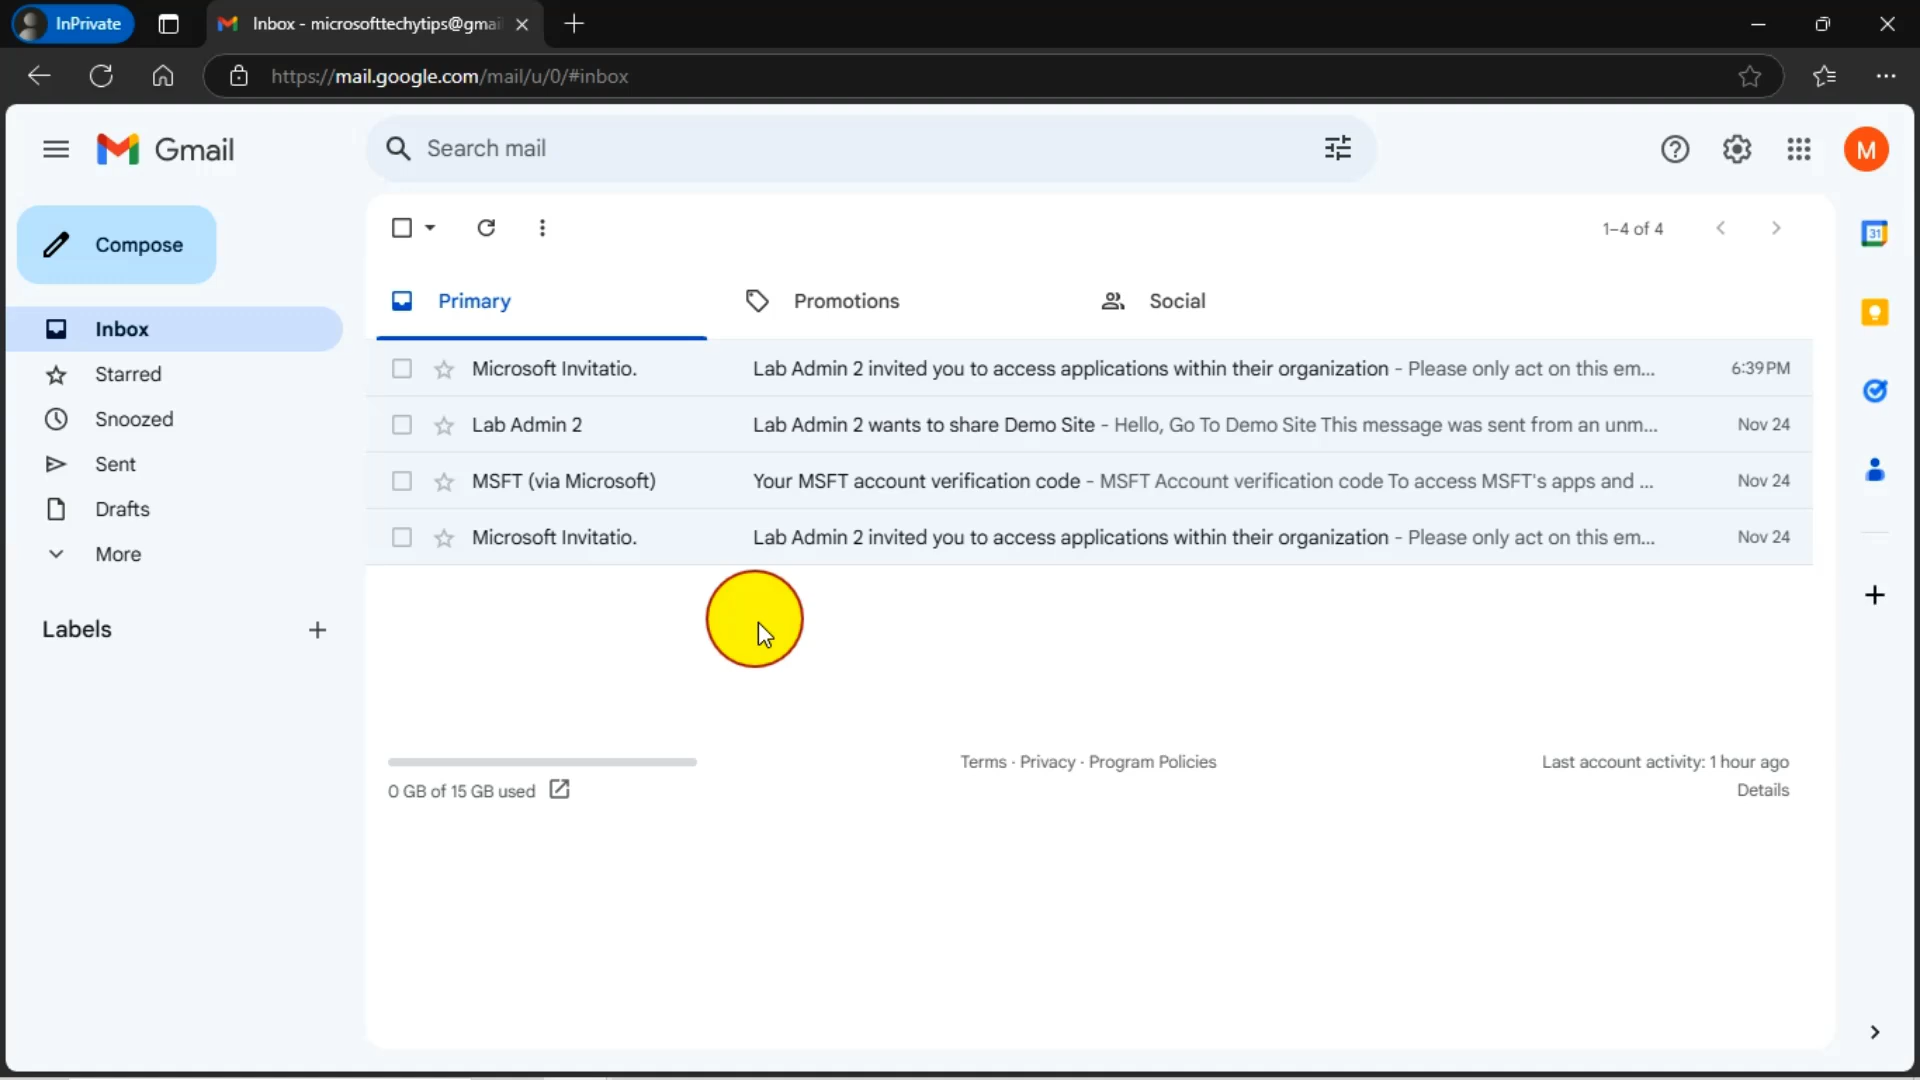 InPrivate
Inbox - microsofttechytips@gmai
https://mail.google.com/mail/u/0/#inbox
Gmail
Search mail
M
Compose
1–4 of 4
31
Primary
Promotions
Social
Inbox
Starred
Snoozed
Sent
Drafts
More
Labels
Microsoft Invitatio. Lab Admin 2 invited you to access applications within their organization - Please only act on this em... 6:39 PM
Lab Admin 2 Lab Admin 2 wants to share Demo Site - Hello, Go To Demo Site This message was sent from an unm... Nov 24
MSFT (via Microsoft) Your MSFT account verification code - MSFT Account verification code To access MSFT's apps and ... Nov 24
Microsoft Invitatio. Lab Admin 2 invited you to access applications within their organization - Please only act on this em... Nov 24
0 GB of 15 GB used
Terms · Privacy · Program Policies
Last account activity: 1 hour ago
Details